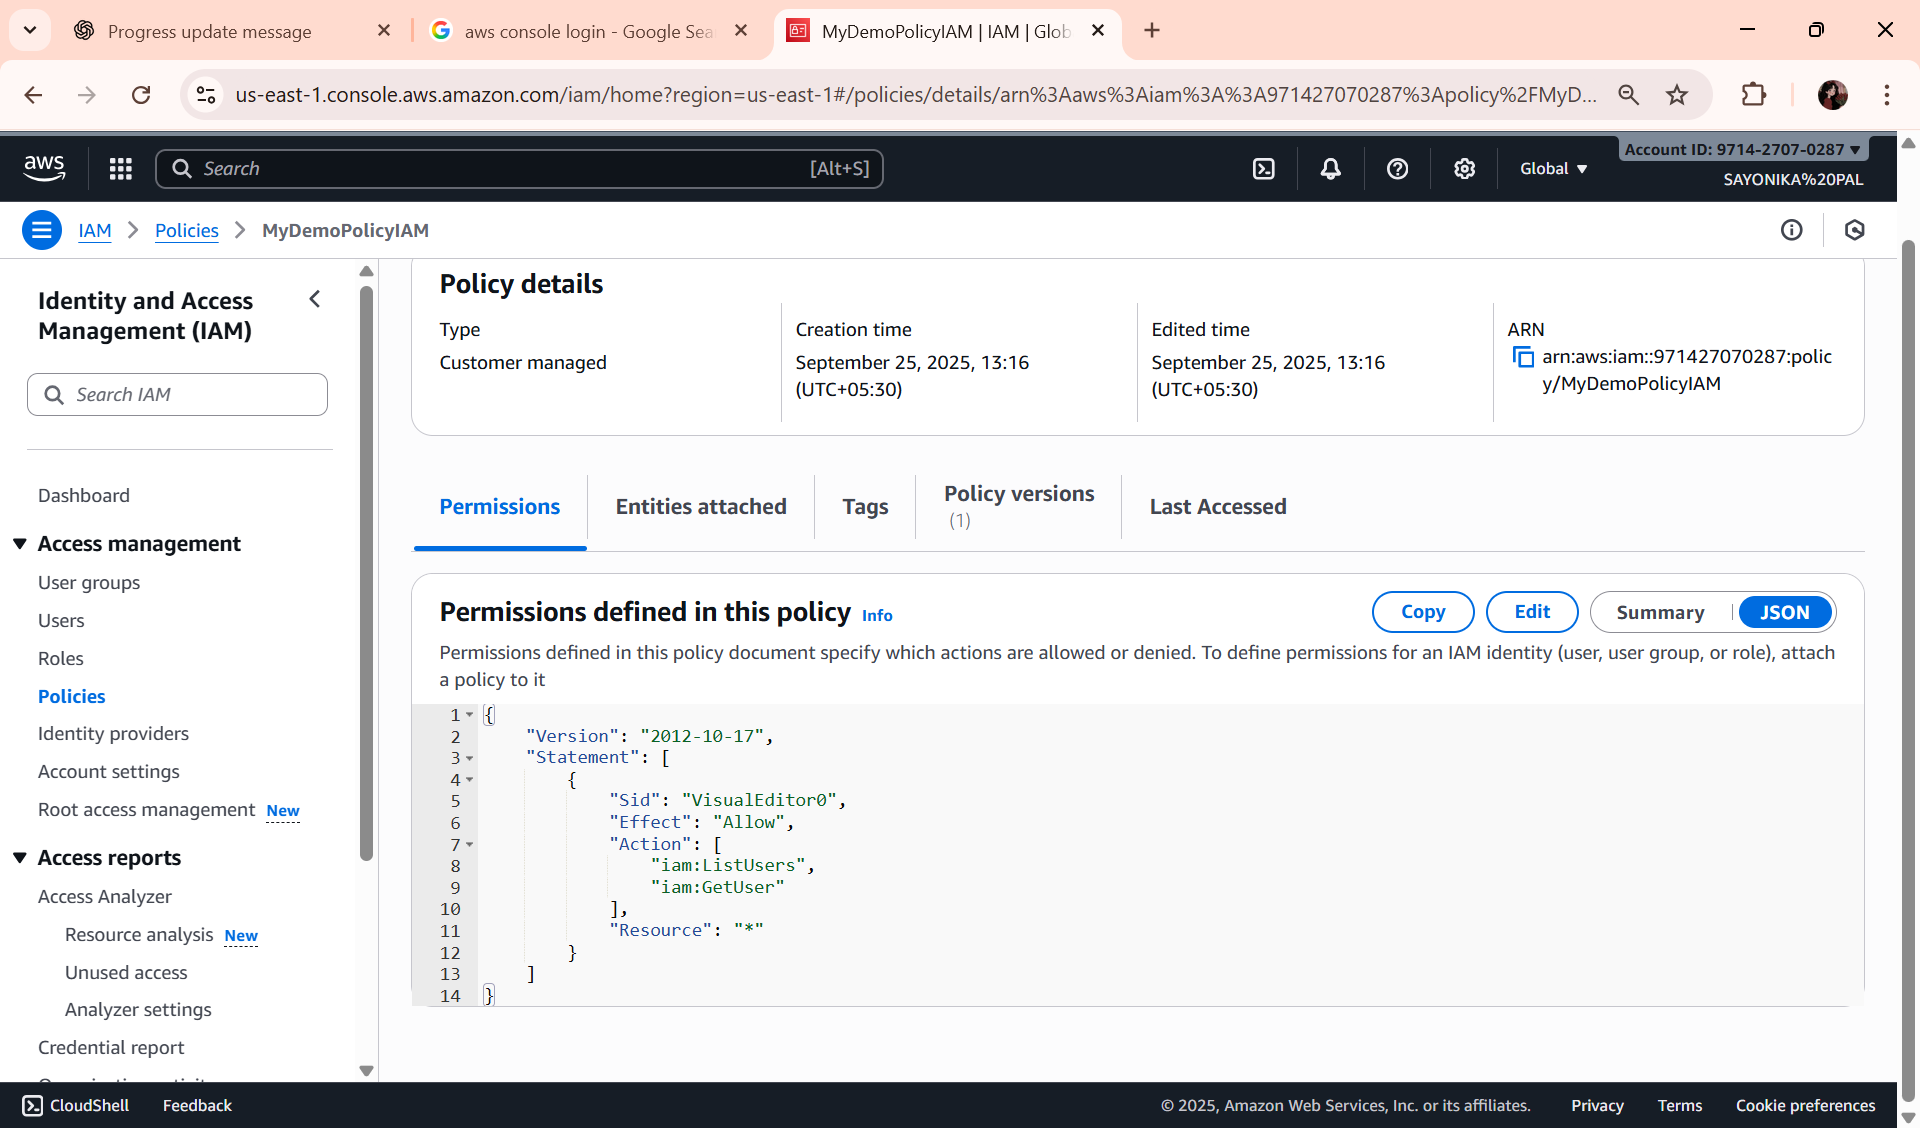 Progress update message
aws console login - Google Sea
MyDemoPolicyIAM | IAM | Glob
us-east-1.console.aws.amazon.com/iam/home?region=us-east-1#/policies/details/arn%3Aaws%3Aiam%3A%3A971427070287%3Apolicy%2FMyD...
aws
Search
[Alt+S]
Global
Account ID: 9714-2707-0287
SAYONIKA%20PAL
IAM
Policies
MyDemoPolicyIAM
Identity and Access
Management (IAM)
Search IAM
Dashboard
Access management
User groups
Users
Roles
Policies
Identity providers
Account settings
Root access management New
Access reports
Access Analyzer
Resource analysis New
Unused access
Analyzer settings
Credential report
Policy details
Type
Customer managed
Creation time
September 25, 2025, 13:16
(UTC+05:30)
Edited time
September 25, 2025, 13:16
(UTC+05:30)
ARN
arn:aws:iam::971427070287:polic
y/MyDemoPolicyIAM
Permissions
Entities attached
Tags
Policy versions
(1)
Last Accessed
Permissions defined in this policy Info
Copy
Edit
Summary
JSON
Permissions defined in this policy document specify which actions are allowed or denied. To define permissions for an IAM identity (user, user group, or role), attach
a policy to it
1 {
2 "Version": "2012-10-17",
3 "Statement": [
4 {
5 "Sid": "VisualEditor0",
6 "Effect": "Allow",
7 "Action": [
8 "iam:ListUsers",
9 "iam:GetUser"
10 ],
11 "Resource": "*"
12 }
13 ]
14 }
CloudShell
Feedback
© 2025, Amazon Web Services, Inc. or its affiliates.
Privacy
Terms
Cookie preferences